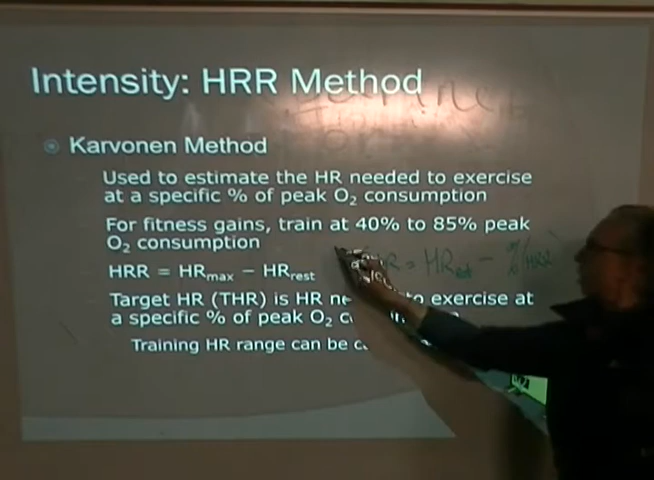 Intensity: HRR Method
Karvonen Method
Used to estimate the HR needed to exercise
at a specific % of peak O₂ consumption
For fitness gains, train at 40% to 85% peak
O₂ consumption
HRR = HRmax − HRrest
Target HR (THR) is HR to exercise at
a specific % of peak O₂
Training HR range can be